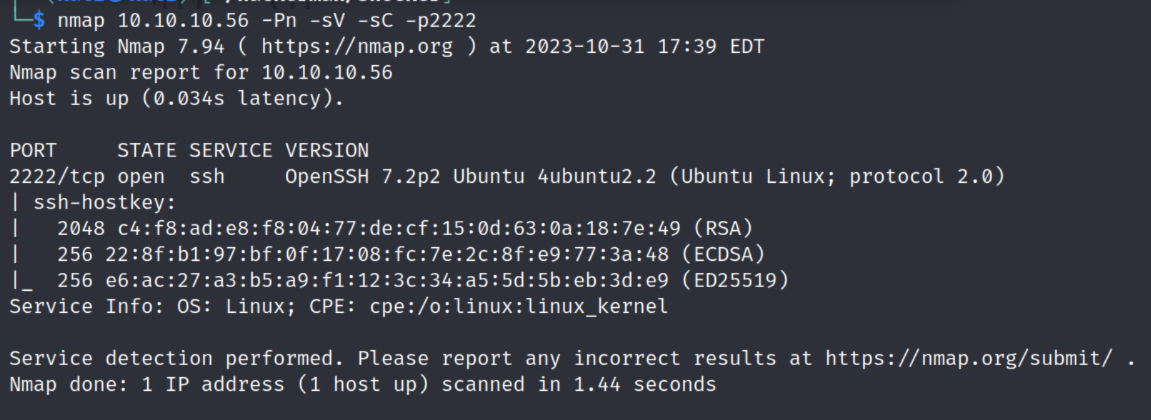 └─$ nmap 10.10.10.56 -Pn -sV -sC -p2222
Starting Nmap 7.94 ( https://nmap.org ) at 2023-10-31 17:39 EDT
Nmap scan report for 10.10.10.56
Host is up (0.034s latency).

PORT     STATE SERVICE VERSION
2222/tcp open  ssh     OpenSSH 7.2p2 Ubuntu 4ubuntu2.2 (Ubuntu Linux; protocol 2.0)
| ssh-hostkey:
|   2048 c4:f8:ad:e8:f8:04:77:de:cf:15:0d:63:0a:18:7e:49 (RSA)
|   256 22:8f:b1:97:bf:0f:17:08:fc:7e:2c:8f:e9:77:3a:48 (ECDSA)
|_  256 e6:ac:27:a3:b5:a9:f1:12:3c:34:a5:5d:5b:eb:3d:e9 (ED25519)
Service Info: OS: Linux; CPE: cpe:/o:linux:linux_kernel

Service detection performed. Please report any incorrect results at https://nmap.org/submit/ .
Nmap done: 1 IP address (1 host up) scanned in 1.44 seconds